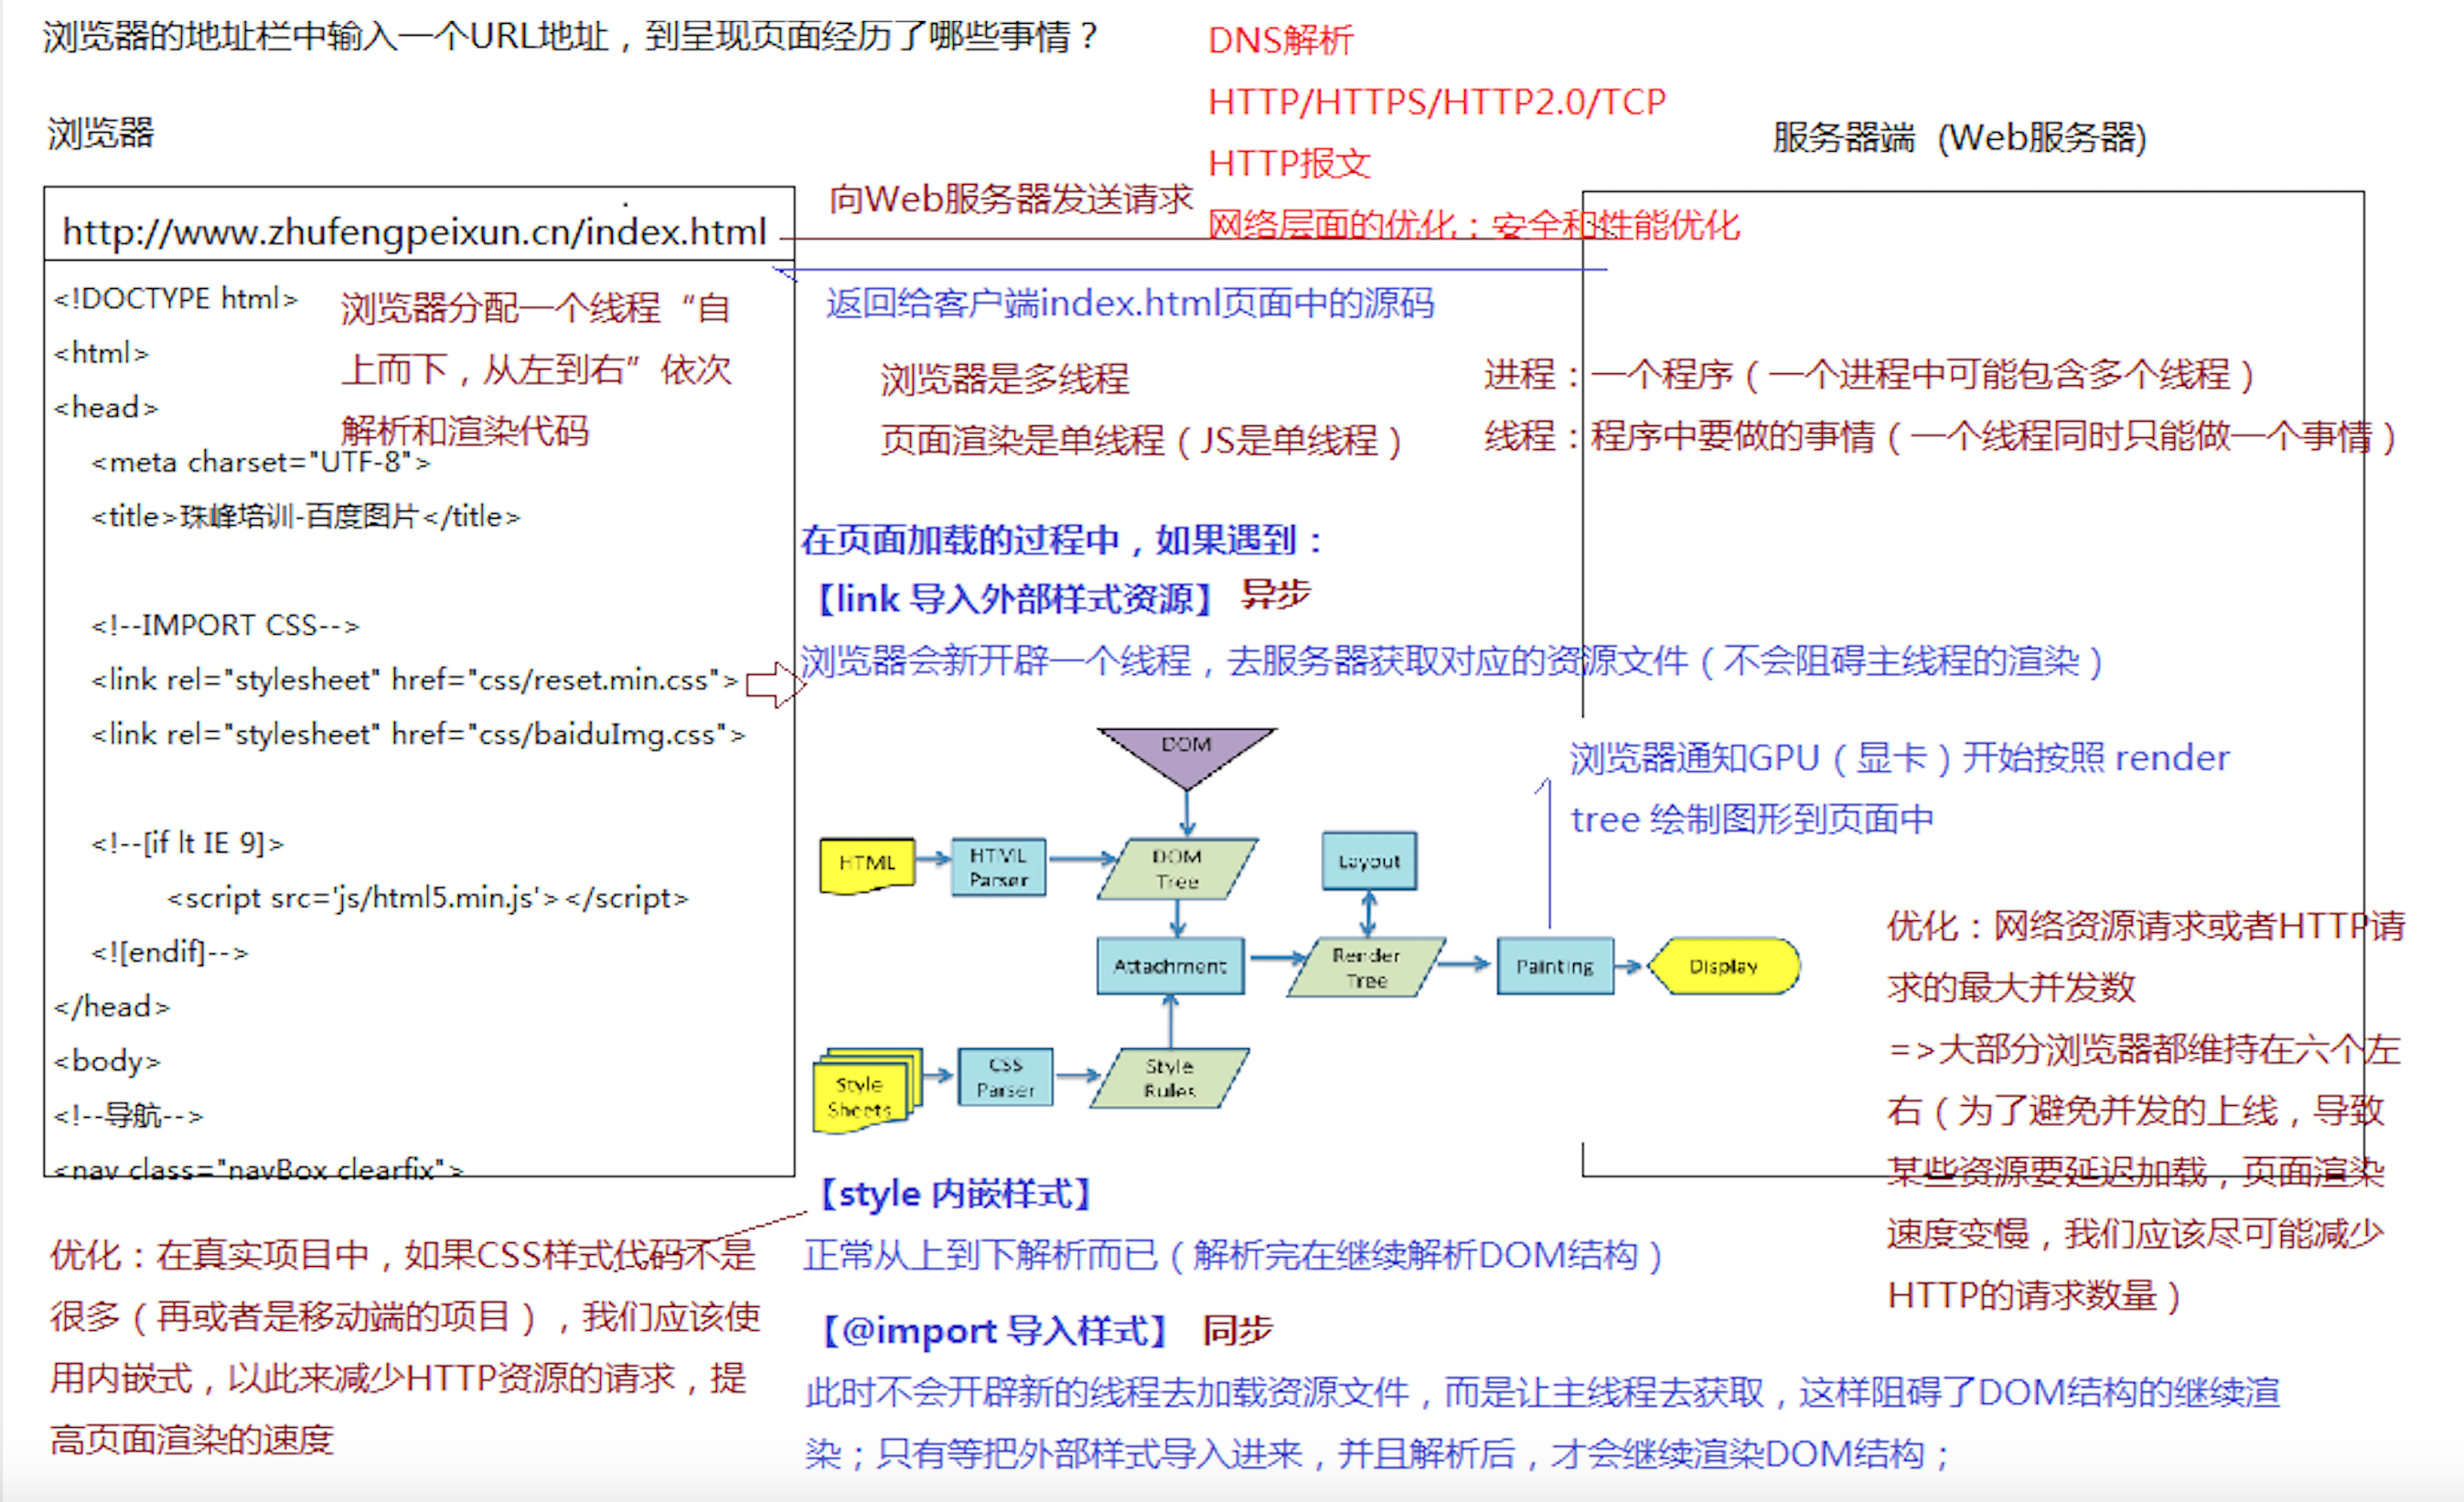 浏览器的地址栏中输入一个URL地址，到呈现页面经历了哪些事情？
DNS解析
HTTP/HTTPS/HTTP2.0/TCP
HTTP报文
网络层面的优化；安全和性能优化
浏览器
服务器端 (Web服务器)
向Web服务器发送请求
http://www.zhufengpeixun.cn/index.html
返回给客户端index.html页面中的源码
<!DOCTYPE html>
<html>
<head>
<meta charset="UTF-8">
<title>珠峰培训-百度图片</title>
<!--IMPORT CSS-->
<link rel="stylesheet" href="css/reset.min.css">
<link rel="stylesheet" href="css/baiduImg.css">
<!--[if lt IE 9]>
<script src='js/html5.min.js'></script>
<![endif]-->
</head>
<body>
<!--导航-->
<nav class="navBox clearfix">
浏览器分配一个线程“自
上而下，从左到右”依次
解析和渲染代码
浏览器是多线程
页面渲染是单线程（JS是单线程）
进程：一个程序（一个进程中可能包含多个线程）
线程：程序中要做的事情（一个线程同时只能做一个事情）
在页面加载的过程中，如果遇到：
【link 导入外部样式资源】 异步
浏览器会新开辟一个线程，去服务器获取对应的资源文件（不会阻碍主线程的渲染）
浏览器通知GPU（显卡）开始按照 render
tree 绘制图形到页面中
DOM
HTML
HTML
Parser
DOM
Tree
Layout
Attachment
Render
Tree
Painting
Display
Style
Sheets
CSS
Parser
Style
Rules
优化：网络资源请求或者HTTP请
求的最大并发数
=>大部分浏览器都维持在六个左
右（为了避免并发的上线，导致
某些资源要延迟加载，页面渲染
速度变慢，我们应该尽可能减少
HTTP的请求数量）
【style 内嵌样式】
正常从上到下解析而已（解析完在继续解析DOM结构）
【@import 导入样式】 同步
此时不会开辟新的线程去加载资源文件，而是让主线程去获取，这样阻碍了DOM结构的继续渲
染；只有等把外部样式导入进来，并且解析后，才会继续渲染DOM结构；
优化：在真实项目中，如果CSS样式代码不是
很多（再或者是移动端的项目），我们应该使
用内嵌式，以此来减少HTTP资源的请求，提
高页面渲染的速度